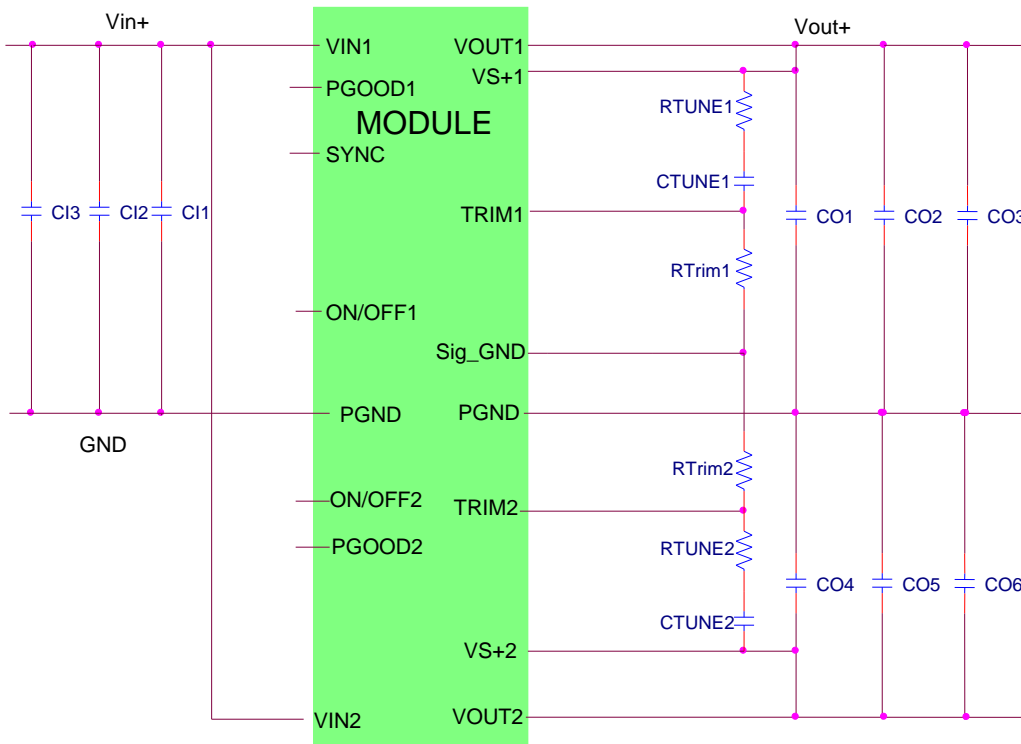 Vin+
Vout+
VIN1
VOUT1
VS+1
PGOOD1
RTUNE1
MODULE
SYNC
CTUNE1
CI3
CI2
CI1
TRIM1
CO1
CO2
CO3
RTrim1
ON/OFF1
Sig_GND
PGND
PGND
GND
RTrim2
ON/OFF2
TRIM2
PGOOD2
RTUNE2
CO4
CO5
CO6
CTUNE2
VS+2
VIN2
VOUT2